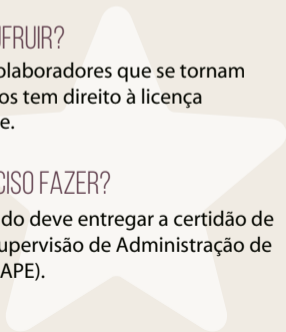 FRUIR?
olaboradores que se tornam
os tem direito à licença
e.
CISO FAZER?
do deve entregar a certidão de
upervisão de Administração de
APE).